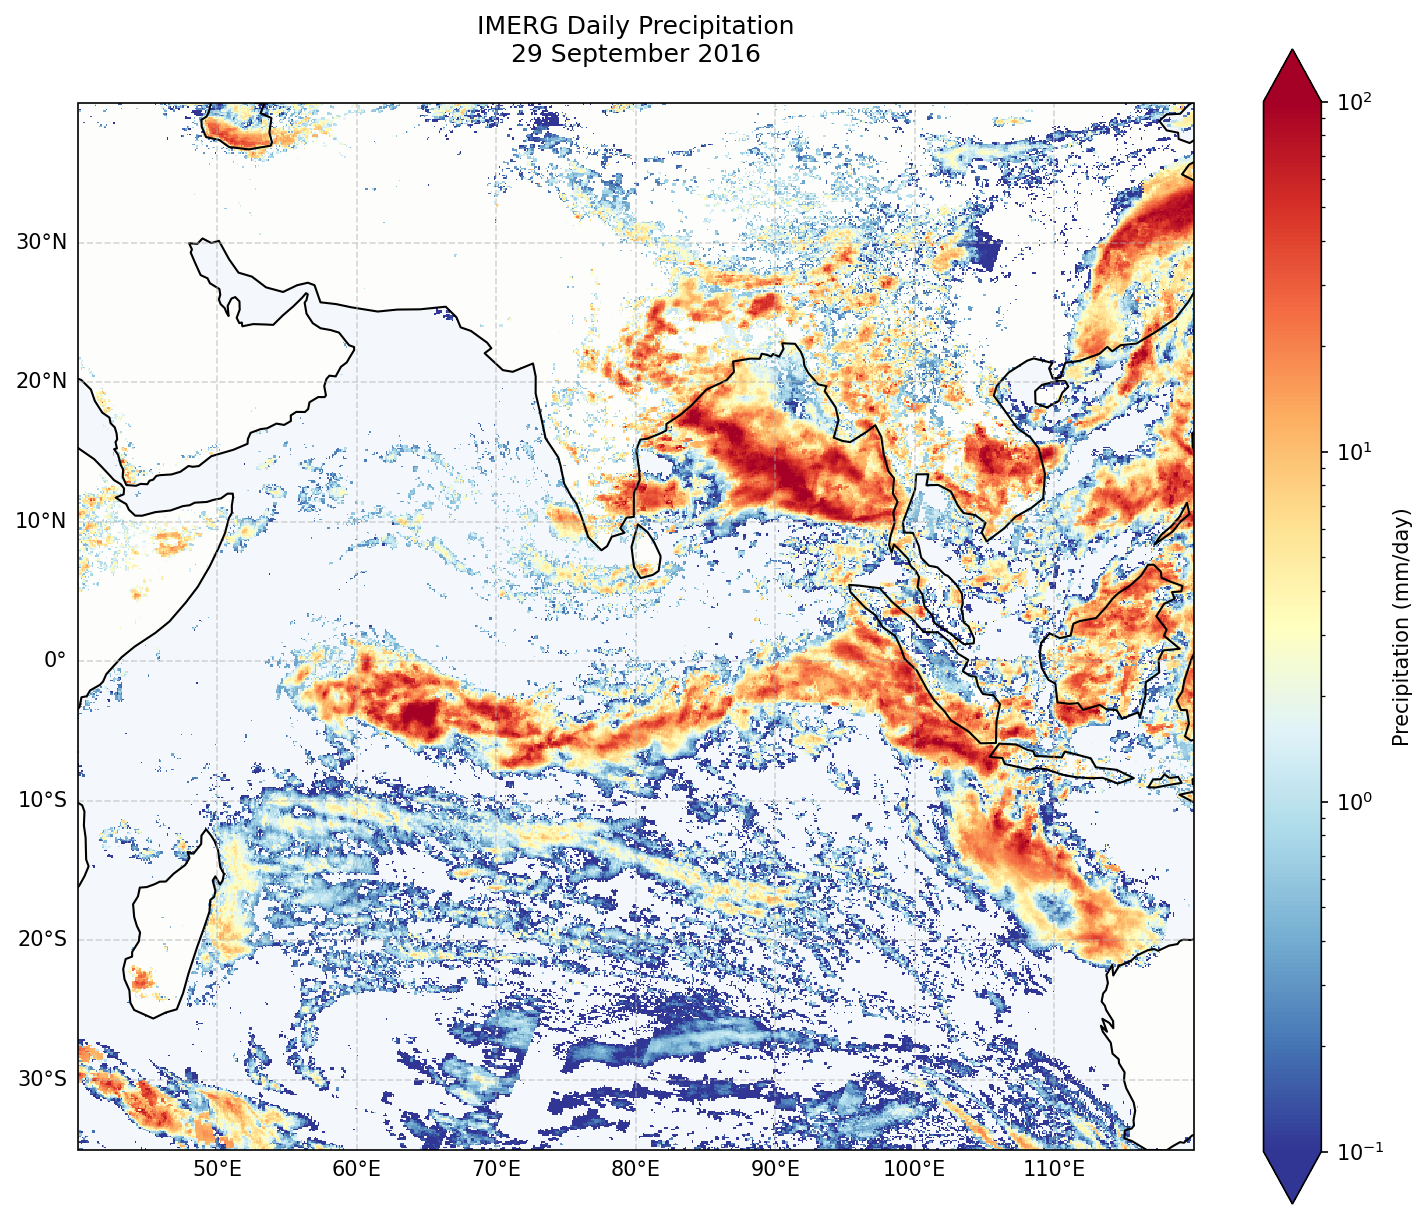 IMERG Daily Precipitation
29 September 2016
30°N
20°N
10°N
0°
10°S
20°S
30°S
50°E 60°E 70°E 80°E 90°E 100°E 110°E
10²
10¹
10⁰
10⁻¹
Precipitation (mm/day)